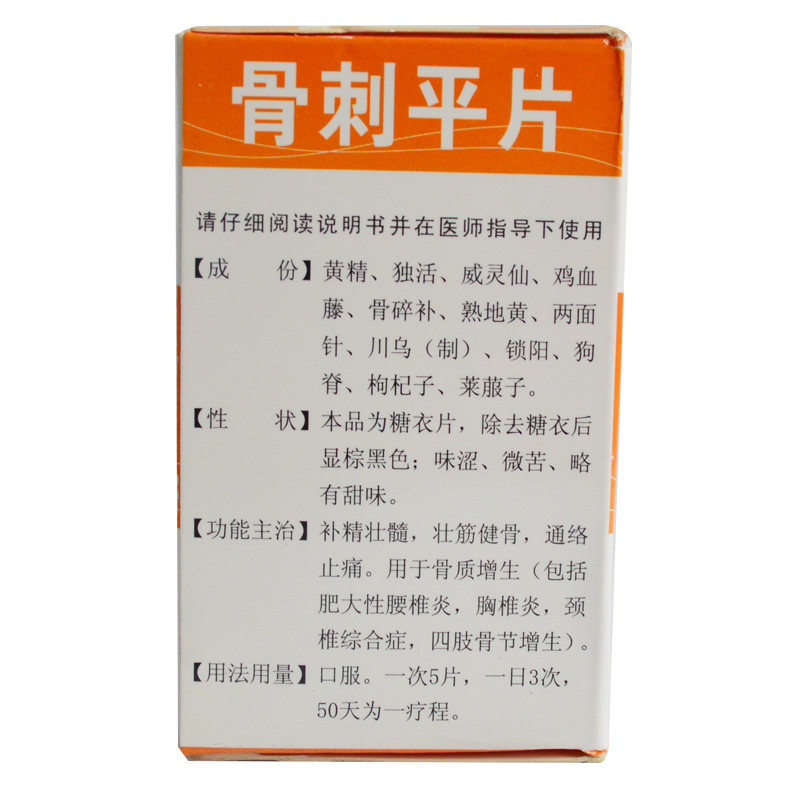 骨刺平片
请仔细阅读说明书并在医师指导下使用
【成　份】黄精、独活、威灵仙、鸡血
藤、骨碎补、熟地黄、两面
针、川乌（制）、锁阳、狗
脊、枸杞子、莱菔子。
【性　状】本品为糖衣片，除去糖衣后
显棕黑色；味涩、微苦、略
有甜味。
【功能主治】补精壮髓，壮筋健骨，通络
止痛。用于骨质增生（包括
肥大性腰椎炎，胸椎炎，颈
椎综合症，四肢骨节增生）。
【用法用量】口服。一次5片，一日3次，
50天为一疗程。